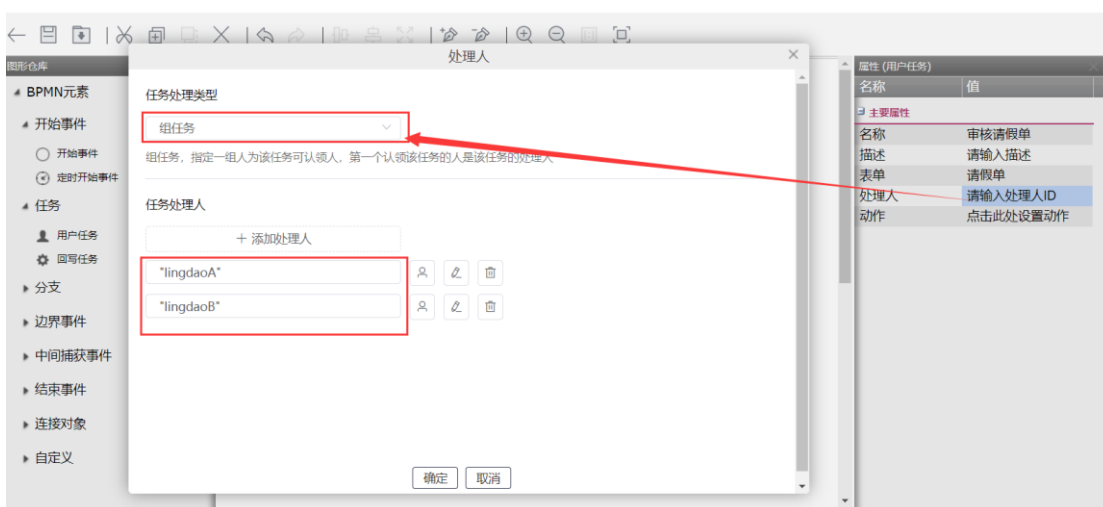 处理人
图形仓库
BPMN元素
开始事件
开始事件
定时开始事件
任务
用户任务
回写任务
分支
边界事件
中间捕获事件
结束事件
连接对象
自定义
任务处理类型
组任务
组任务，指定一组人为该任务可认领人，第一个认领该任务的人是该任务的处理人
任务处理人
+ 添加处理人
"lingdaoA"
"lingdaoB"
确定 取消
属性 (用户任务)
名称 值
主要属性
名称 审核请假单
描述 请输入描述
表单 请假单
处理人 请输入处理人ID
动作 点击此处设置动作